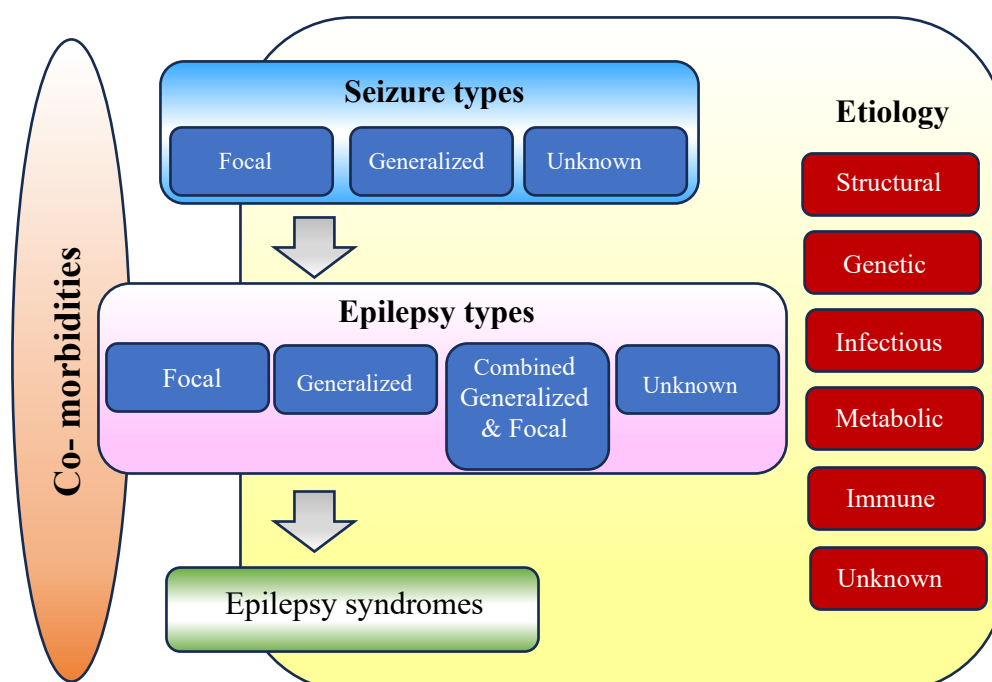 Co- morbidities
Seizure types
Focal
Generalized
Unknown
Epilepsy types
Focal
Generalized
Combined
Generalized
& Focal
Unknown
Epilepsy syndromes
Etiology
Structural
Genetic
Infectious
Metabolic
Immune
Unknown